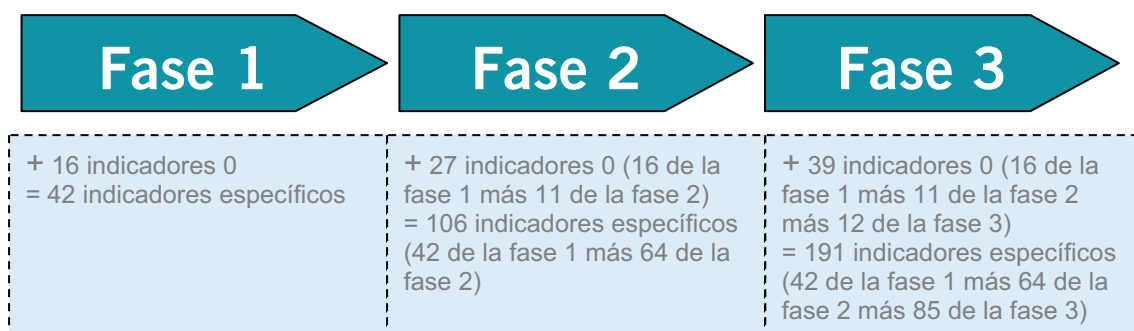 Fase 1
Fase 2
Fase 3
+ 16 indicadores 0
= 42 indicadores específicos
+ 27 indicadores 0 (16 de la
fase 1 más 11 de la fase 2)
= 106 indicadores específicos
(42 de la fase 1 más 64 de la
fase 2)
+ 39 indicadores 0 (16 de la
fase 1 más 11 de la fase 2
más 12 de la fase 3)
= 191 indicadores específicos
(42 de la fase 1 más 64 de la
fase 2 más 85 de la fase 3)